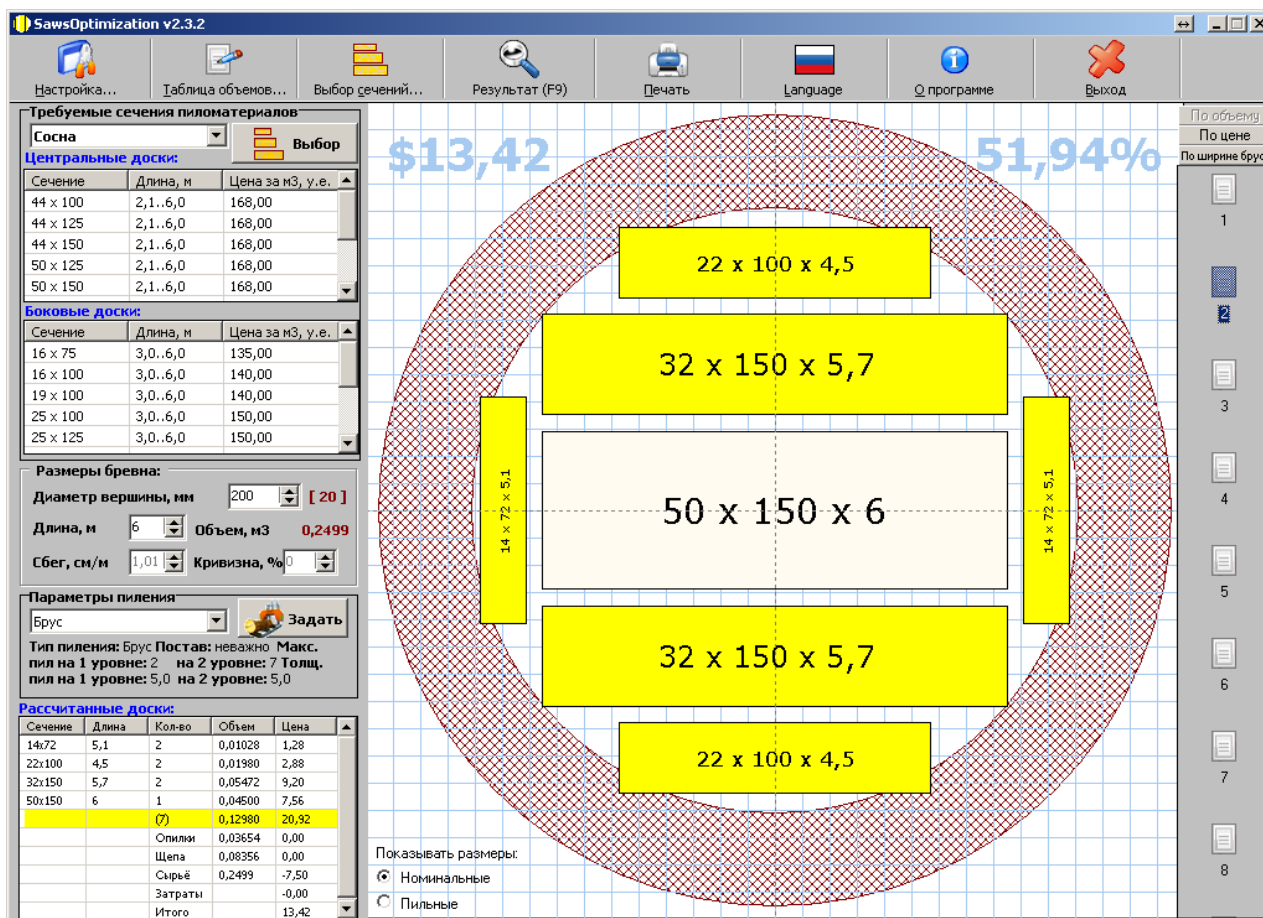 SawsOptimization v2.3.2
Настройка... Таблица объемов... Выбор сечений... Результат (F9) Печать Language О программе Выход
Требуемые сечения пиломатериалов
Сосна Выбор
Центральные доски:
Сечение Длина, м Цена за м3, у.е.
44 x 100 2,1..6,0 168,00
44 x 125 2,1..6,0 168,00
44 x 150 2,1..6,0 168,00
50 x 125 2,1..6,0 168,00
50 x 150 2,1..6,0 168,00
Боковые доски:
Сечение Длина, м Цена за м3, у.е.
16 x 75 3,0..6,0 135,00
16 x 100 3,0..6,0 140,00
19 x 100 3,0..6,0 140,00
25 x 100 3,0..6,0 150,00
25 x 125 3,0..6,0 150,00
Размеры бревна:
Диаметр вершины, мм 200 [ 20 ]
Длина, м 6 Объем, м3 0,2499
Сбег, см/м 1,01 Кривизна, % 0
Параметры пиления
Брус Задать
Тип пиления: Брус Постав: неважно Макс.
пил на 1 уровне: 2 на 2 уровне: 7 Толщ.
пил на 1 уровне: 5,0 на 2 уровне: 5,0
Рассчитанные доски:
Сечение Длина Кол-во Объем Цена
14x72 5,1 2 0,01028 1,28
22x100 4,5 2 0,01980 2,88
32x150 5,7 2 0,05472 9,20
50x150 6 1 0,04500 7,56
(7) 0,12980 20,92
Опилки 0,03654 0,00
Щепа 0,08356 0,00
Сырьё 0,2499 -7,50
Затраты -0,00
Итого 13,42
$13,42 51,94%
22 x 100 x 4,5
32 x 150 x 5,7
14 x 72 x 5,1
50 x 150 x 6
14 x 72 x 5,1
32 x 150 x 5,7
22 x 100 x 4,5
Показывать размеры:
Номинальные
Пильные
По объему
По цене
По ширине брус
1
2
3
4
5
6
7
8